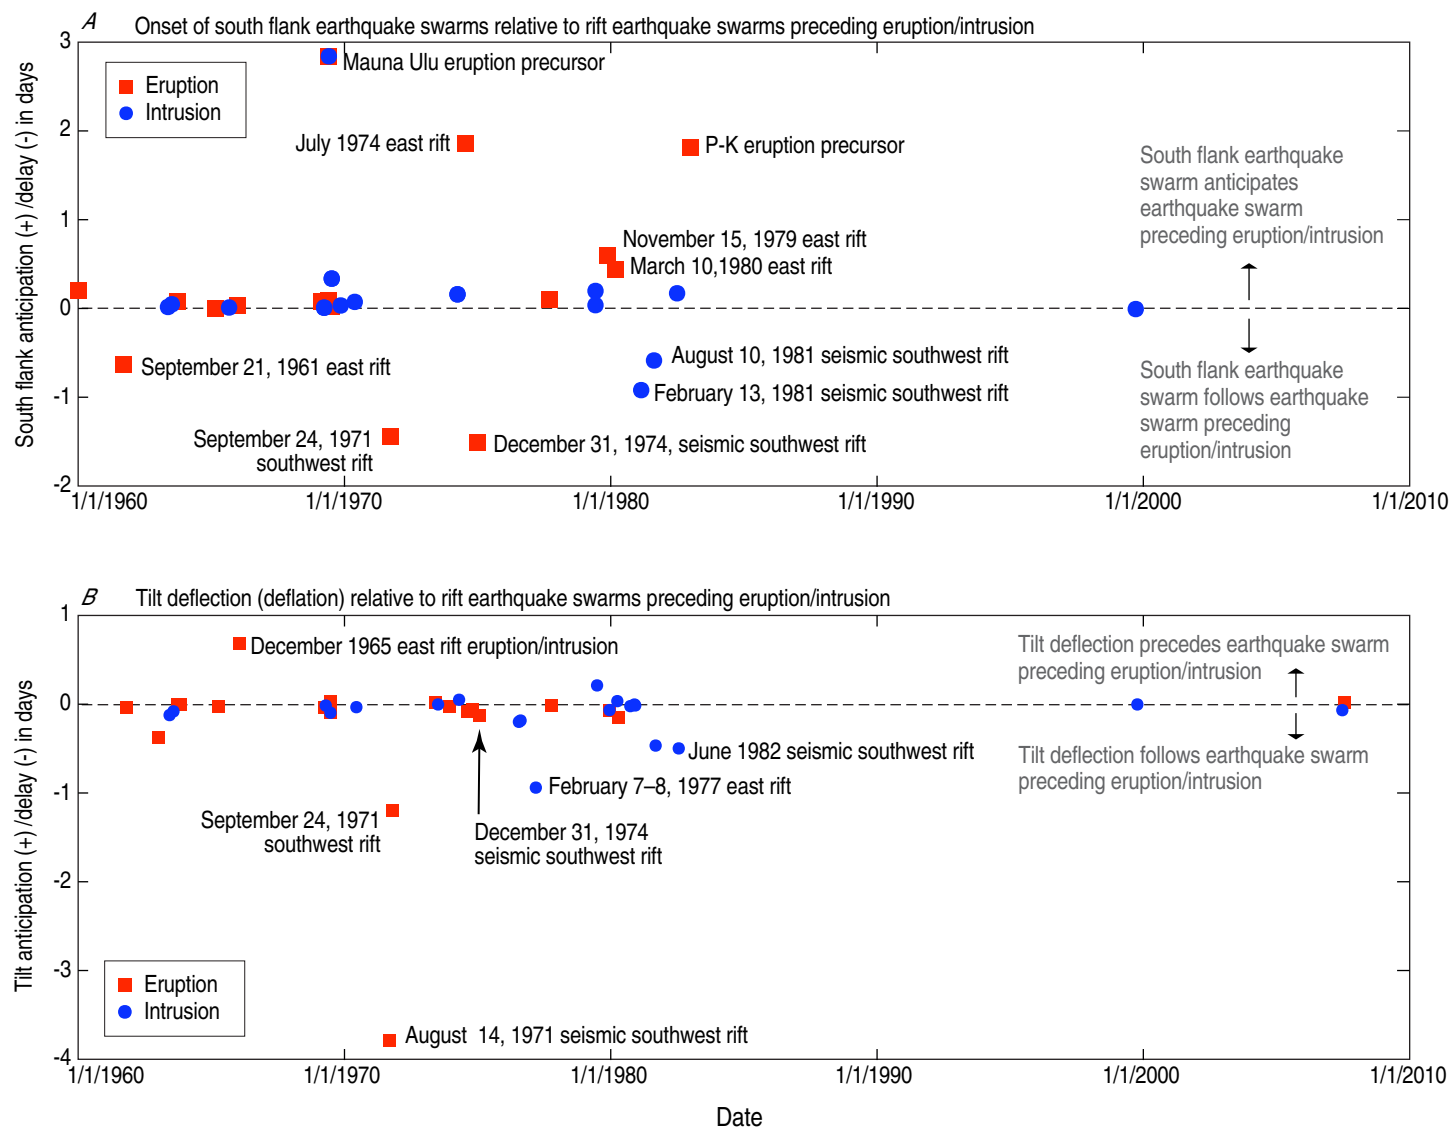 A Onset of south flank earthquake swarms relative to rift earthquake swarms preceding eruption/intrusion
South flank anticipation (+) /delay (-) in days
3
2
1
0
-1
-2
Eruption
Intrusion
Mauna Ulu eruption precursor
July 1974 east rift
P-K eruption precursor
November 15, 1979 east rift
March 10,1980 east rift
September 21, 1961 east rift
August 10, 1981 seismic southwest rift
February 13, 1981 seismic southwest rift
September 24, 1971
southwest rift
December 31, 1974, seismic southwest rift
South flank earthquake
swarm anticipates
earthquake swarm
preceding eruption/intrusion
South flank earthquake
swarm follows earthquake
swarm preceding
eruption/intrusion
1/1/1960 1/1/1970 1/1/1980 1/1/1990 1/1/2000 1/1/2010
B Tilt deflection (deflation) relative to rift earthquake swarms preceding eruption/intrusion
Tilt anticipation (+) /delay (-) in days
1
0
-1
-2
-3
-4
December 1965 east rift eruption/intrusion
Tilt deflection precedes earthquake swarm
preceding eruption/intrusion
Tilt deflection follows earthquake swarm
preceding eruption/intrusion
June 1982 seismic southwest rift
February 7–8, 1977 east rift
September 24, 1971
southwest rift
December 31, 1974
seismic southwest rift
Eruption
Intrusion
August 14, 1971 seismic southwest rift
1/1/1960 1/1/1970 1/1/1980 1/1/1990 1/1/2000 1/1/2010
Date